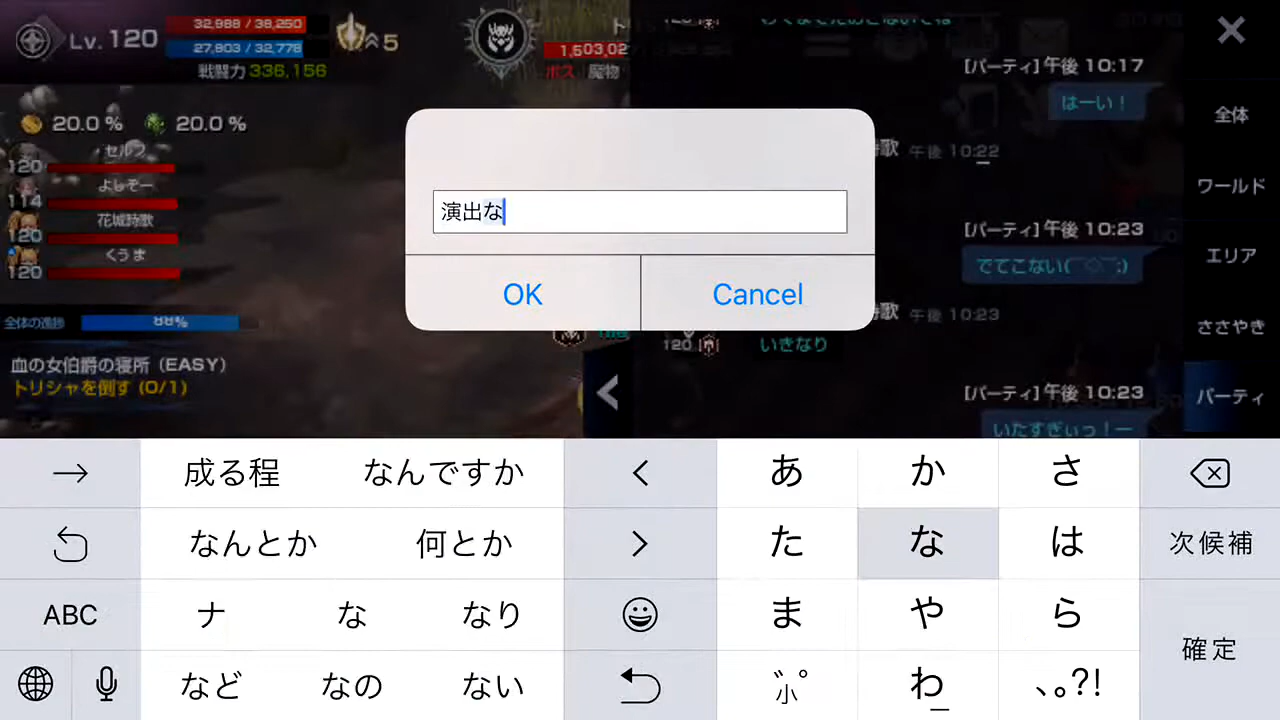 Lv. 120
32,988 / 38,250
27,803 / 32,778
5
戦闘力 336,156
1,503,02
ボス 魔物
20.0 % 20.0 %
セルフ
120
よしぞー
114
花城詩歌
120
くうま
120
全体の進捗 88%
血の女伯爵の寝所 (EASY)
トリシャを倒す (0/1)
演出な
OK
Cancel
[パーティ] 午後 10:17
はーい！
詩歌 午後 10:22
[パーティ] 午後 10:23
でてこない
詩歌 午後 10:23
120 いきなり
[パーティ] 午後 10:23
いたすぎぃっ！ー
全体
ワールド
エリア
ささやき
パーティ
→ 成る程 なんですか < あ か さ
なんとか 何とか > た な は 次候補
ABC ナ な なり ま や ら
確定
など なの ない 小゛゜ わ 、。?!